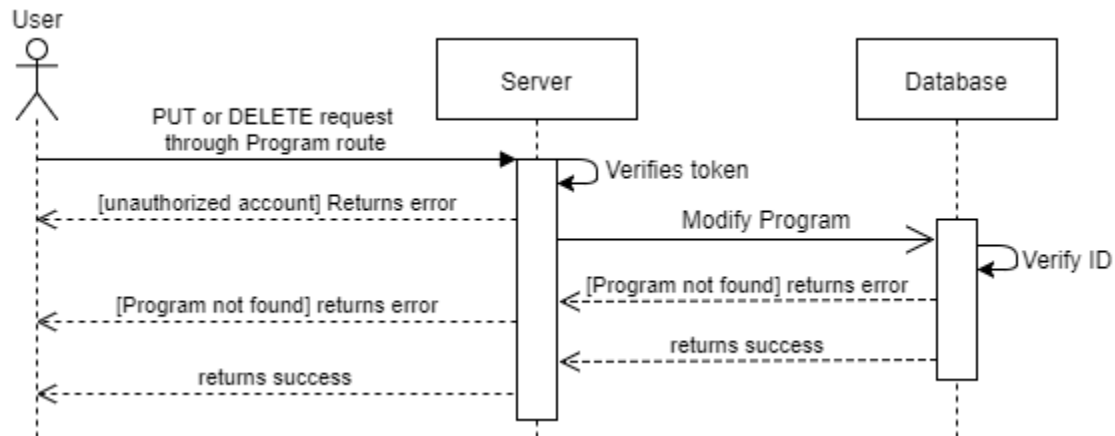 User
Server
Database
PUT or DELETE request
through Program route
Verifies token
[unauthorized account] Returns error
Modify Program
Verify ID
[Program not found] returns error
[Program not found] returns error
returns success
returns success